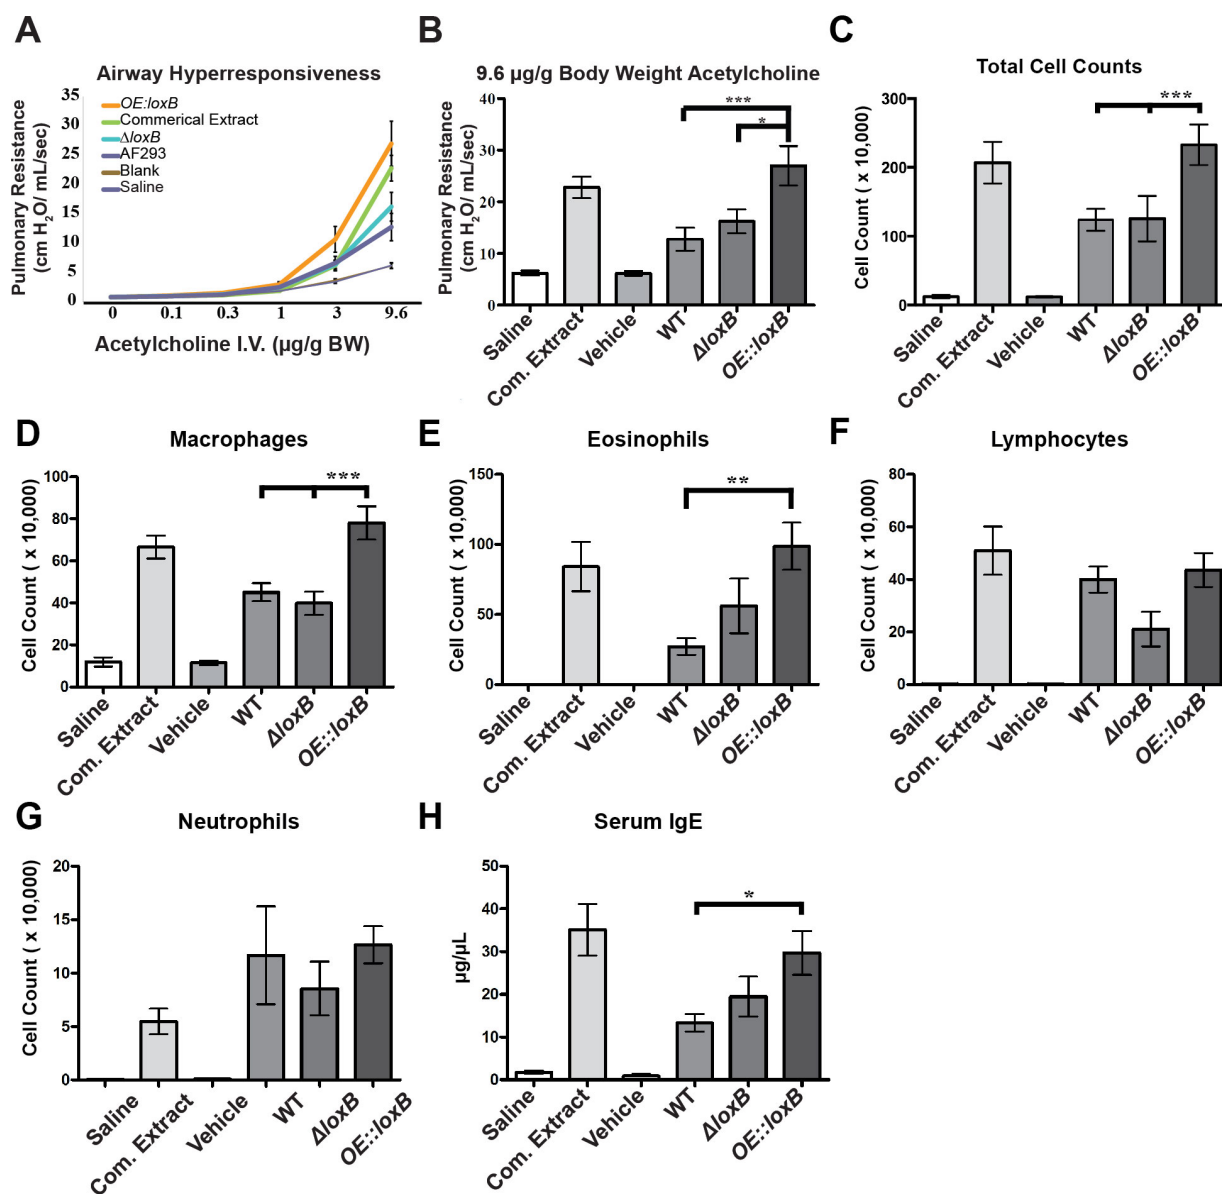 A
Airway Hyperresponsiveness
Pulmonary Resistance
(cm H2O/ mL/sec)
35
30
25
20
15
10
5
0
OE:loxB
Commerical Extract
ΔloxB
AF293
Blank
Saline
0 0.1 0.3 1 3 9.6
Acetylcholine I.V. (µg/g BW)
B
9.6 µg/g Body Weight Acetylcholine
Pulmonary Resistance
(cm H2O/ mL/sec)
40
30
20
10
0
***
*
Saline Com. Extract Vehicle WT ΔloxB OE::loxB
C
Total Cell Counts
Cell Count ( x 10,000)
300
200
100
0
***
Saline Com. Extract Vehicle WT ΔloxB OE::loxB
D
Macrophages
Cell Count ( x 10,000)
100
80
60
40
20
0
***
Saline Com. Extract Vehicle WT ΔloxB OE::loxB
E
Eosinophils
Cell Count ( x 10,000)
150
100
50
0
**
Saline Com. Extract Vehicle WT ΔloxB OE::loxB
F
Lymphocytes
Cell Count ( x 10,000)
80
60
40
20
0
Saline Com. Extract Vehicle WT ΔloxB OE::loxB
G
Neutrophils
Cell Count ( x 10,000)
20
15
10
5
0
Saline Com. Extract Vehicle WT ΔloxB OE::loxB
H
Serum IgE
µg/µL
50
40
30
20
10
0
*
Saline Com. Extract Vehicle WT ΔloxB OE::loxB